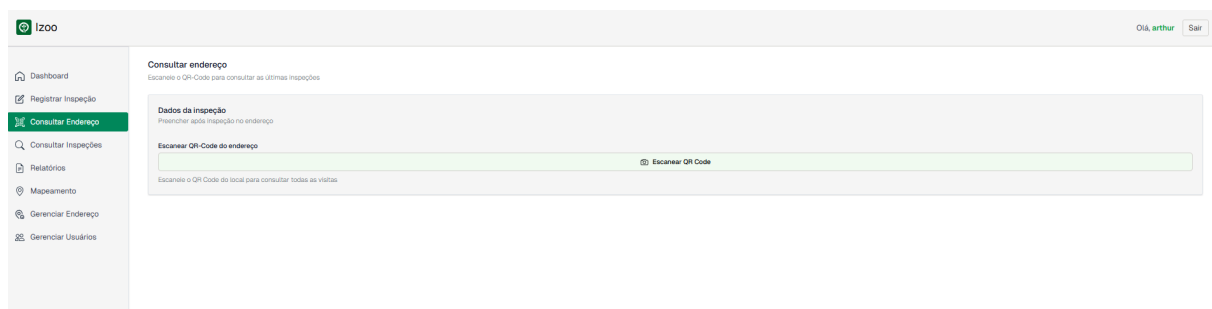 Izoo
Olá, arthur
Sair
Dashboard
Registrar Inspeção
Consultar Endereço
Consultar Inspeções
Relatórios
Mapeamento
Gerenciar Endereço
Gerenciar Usuários
Consultar endereço
Escaneie o QR-Code para consultar as últimas inspeções
Dados da inspeção
Preencher após inspeção no endereço
Escanear QR-Code do endereço
Escanear QR Code
Escaneie o QR Code do local para consultar todas as visitas